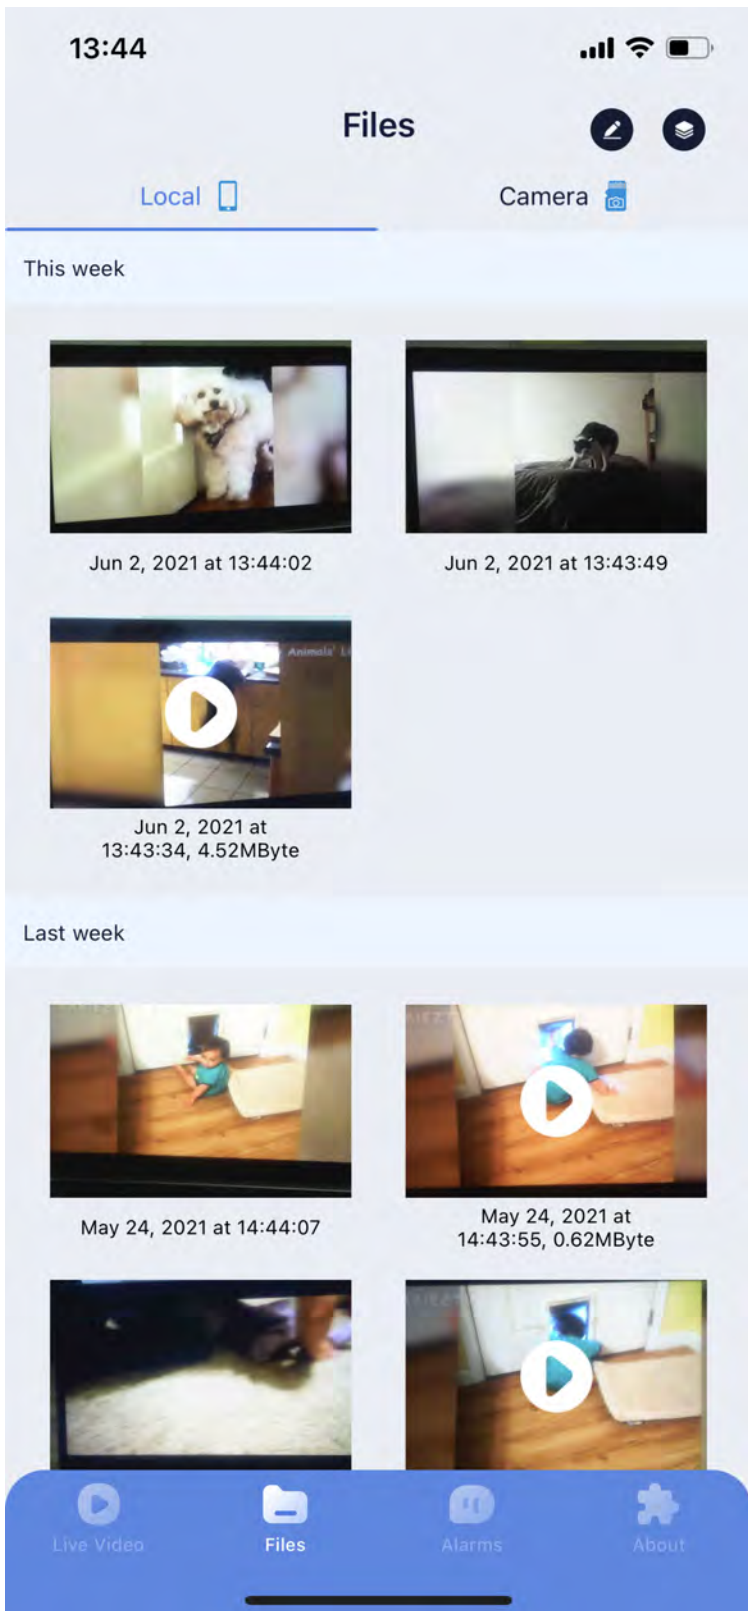 13:44
Files
Local
Camera
This week
Jun 2, 2021 at 13:44:02
Jun 2, 2021 at 13:43:49
Animals'
Jun 2, 2021 at
13:43:34, 4.52MByte
Last week
May 24, 2021 at 14:44:07
May 24, 2021 at
14:43:55, 0.62MByte
Live Video
Files
Alarms
About